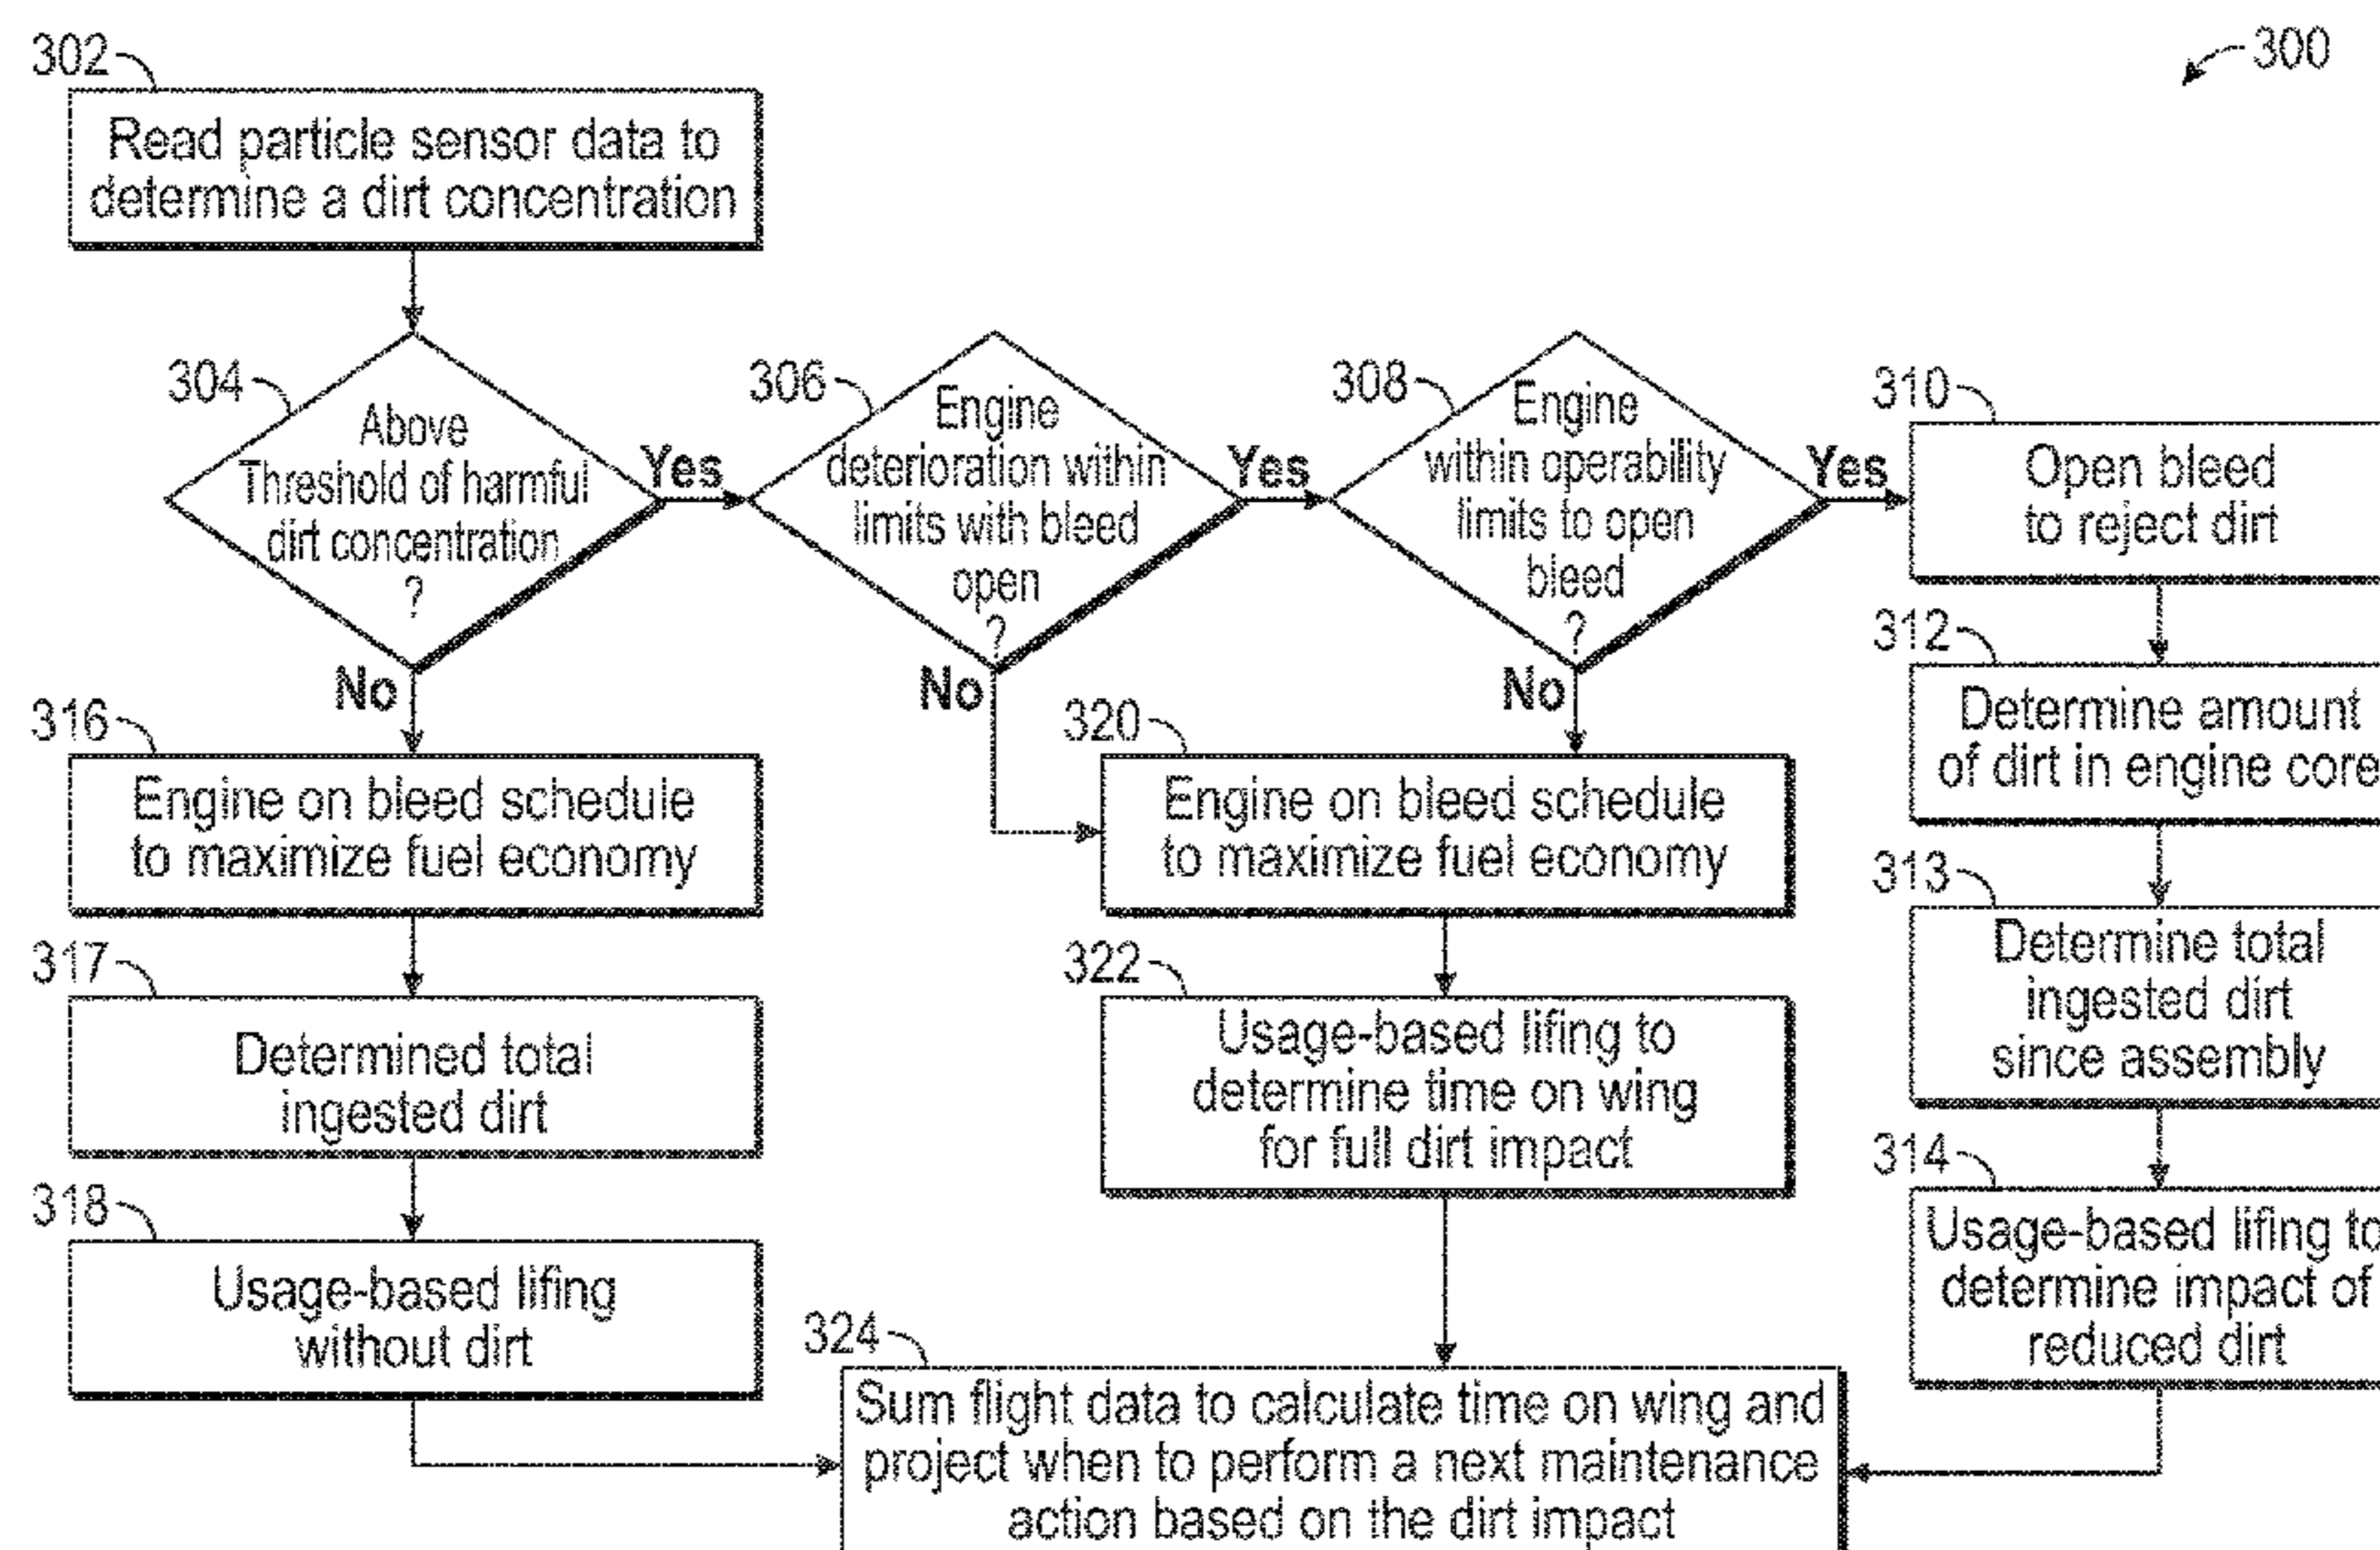 300
302
Read particle sensor data to
determine a dirt concentration
304
Above
Threshold of harmful
dirt concentration
?
Yes
No
306
Engine
deterioration within
limits with bleed
open
?
Yes
No
308
Engine
within operability
limits to open
bleed
?
Yes
No
310
Open bleed
to reject dirt
312
Determine amount
of dirt in engine core
313
Determine total
ingested dirt
since assembly
314
Usage-based lifing to
determine impact of
reduced dirt
316
Engine on bleed schedule
to maximize fuel economy
317
Determined total
ingested dirt
318
Usage-based lifing
without dirt
320
Engine on bleed schedule
to maximize fuel economy
322
Usage-based lifing to
determine time on wing
for full dirt impact
324
Sum flight data to calculate time on wing and
project when to perform a next maintenance
action based on the dirt impact